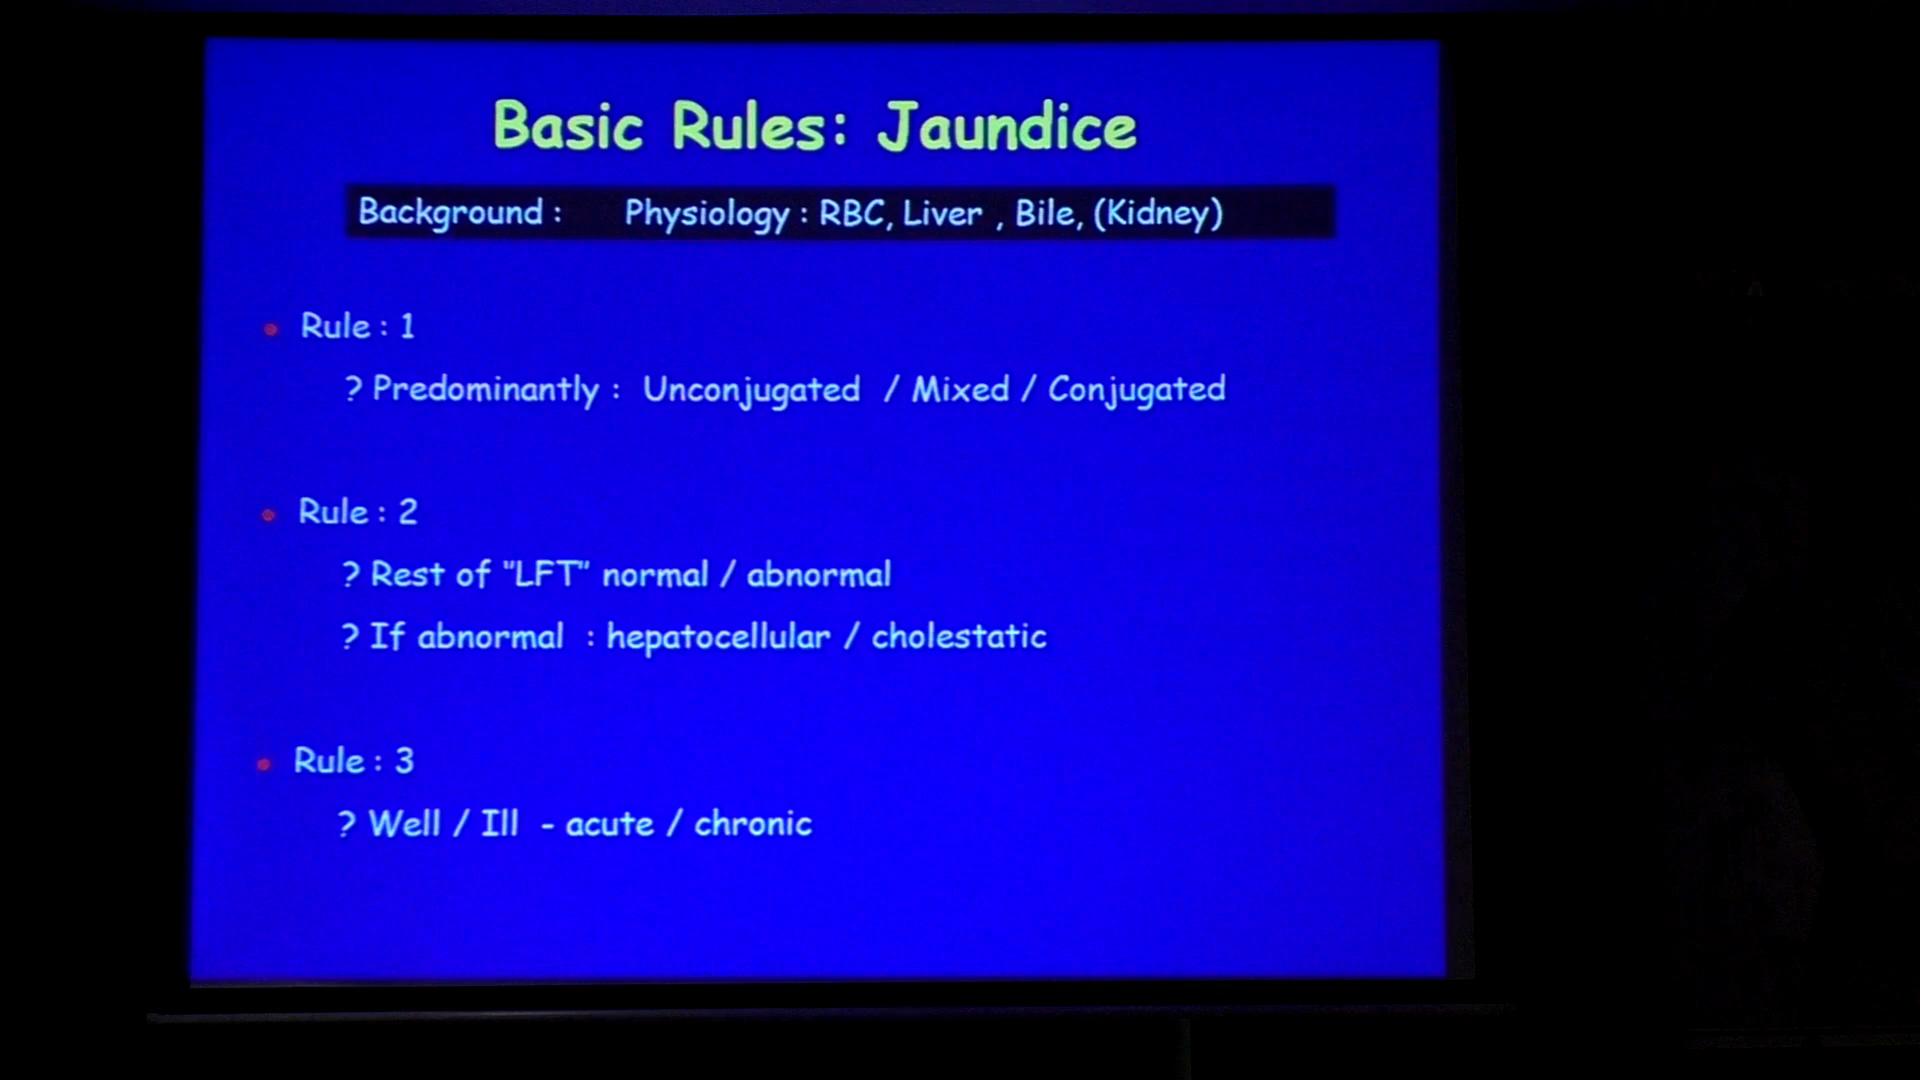 Basic Rules: Jaundice
Background : Physiology : RBC, Liver , Bile, (Kidney)
Rule : 1
? Predominantly : Unconjugated / Mixed / Conjugated
Rule : 2
? Rest of "LFT" normal / abnormal
? If abnormal : hepatocellular / cholestatic
Rule : 3
? Well / Ill - acute / chronic